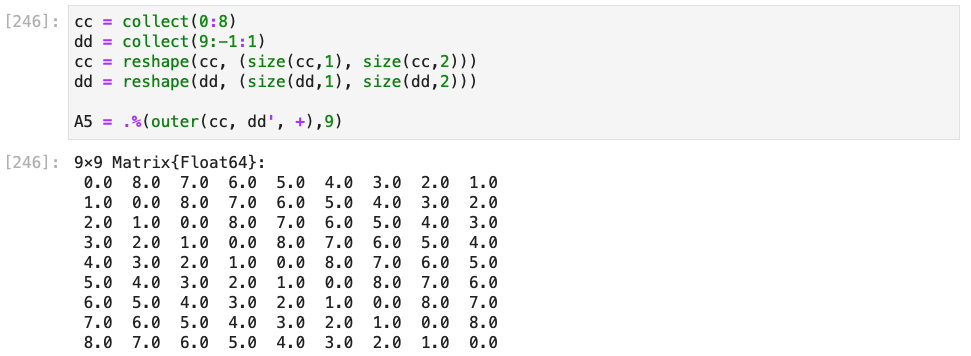 [246]: cc = collect(0:8)
dd = collect(9:-1:1)
cc = reshape(cc, (size(cc,1), size(cc,2)))
dd = reshape(dd, (size(dd,1), size(dd,2)))
A5 = .%(outer(cc, dd', +),9)
[246]: 9×9 Matrix{Float64}:
0.0 8.0 7.0 6.0 5.0 4.0 3.0 2.0 1.0
1.0 0.0 8.0 7.0 6.0 5.0 4.0 3.0 2.0
2.0 1.0 0.0 8.0 7.0 6.0 5.0 4.0 3.0
3.0 2.0 1.0 0.0 8.0 7.0 6.0 5.0 4.0
4.0 3.0 2.0 1.0 0.0 8.0 7.0 6.0 5.0
5.0 4.0 3.0 2.0 1.0 0.0 8.0 7.0 6.0
6.0 5.0 4.0 3.0 2.0 1.0 0.0 8.0 7.0
7.0 6.0 5.0 4.0 3.0 2.0 1.0 0.0 8.0
8.0 7.0 6.0 5.0 4.0 3.0 2.0 1.0 0.0